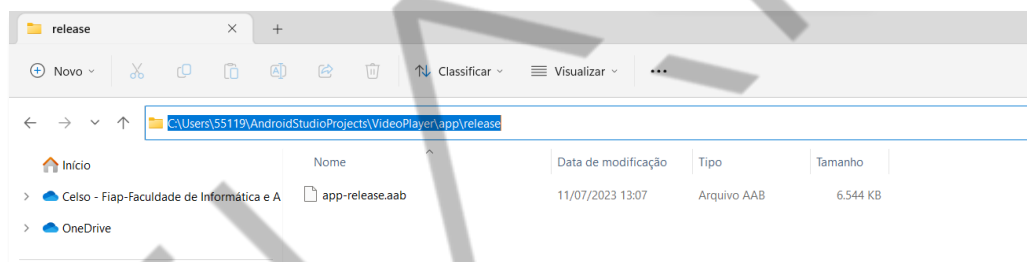 release
Novo
Classificar
Visualizar
C:\Users\55119\AndroidStudioProjects\VideoPlayer\app\release
Início
Nome
Data de modificação
Tipo
Tamanho
Celso - Fiap-Faculdade de Informática e A
app-release.aab
11/07/2023 13:07
Arquivo AAB
6.544 KB
OneDrive